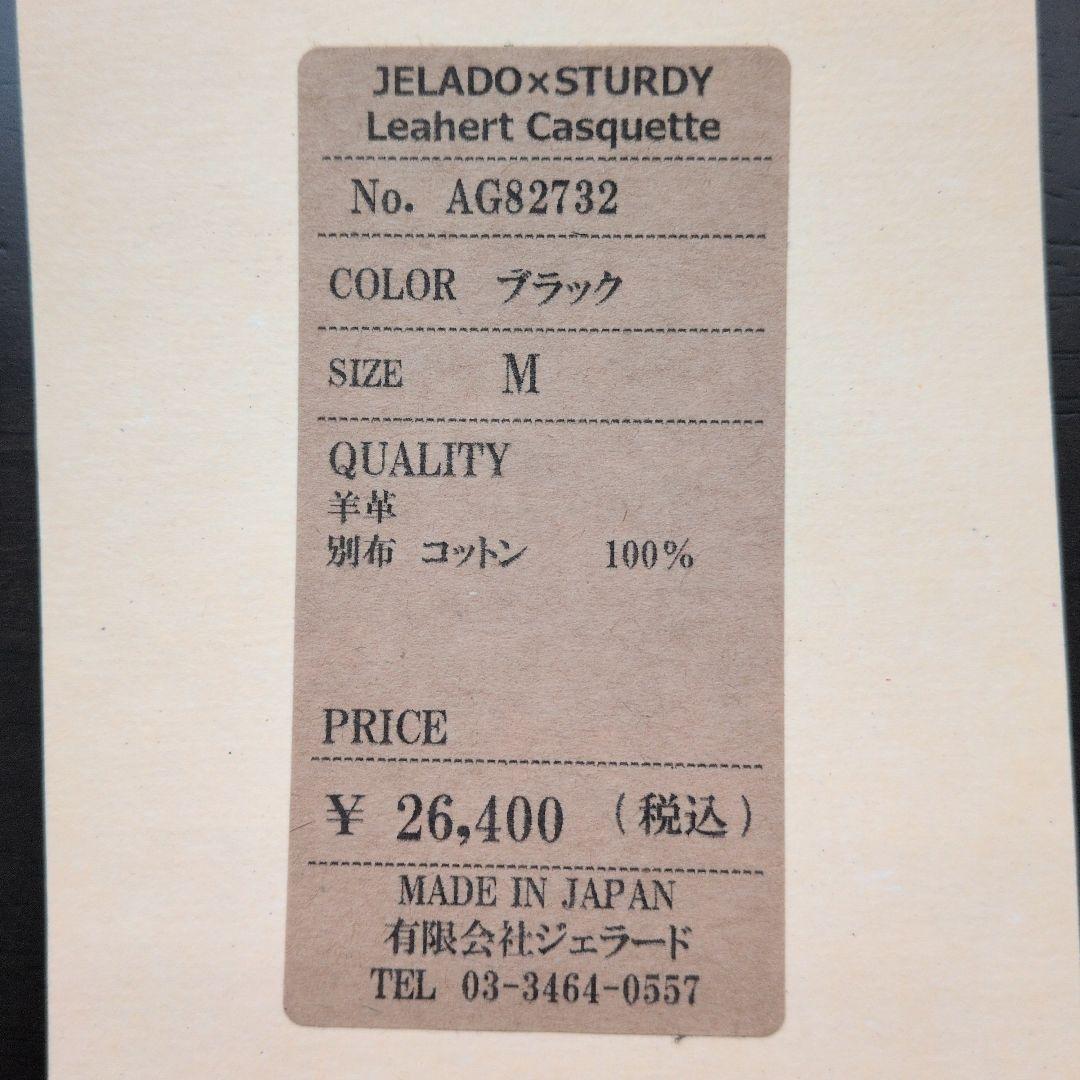 JELADO×STURDY
Leahert Casquette
No. AG82732
COLOR ブラック
SIZE M
QUALITY
羊革
別布 コットン 100%
PRICE
¥ 26,400 (税込)
MADE IN JAPAN
有限会社ジェラード
TEL 03-3464-0557